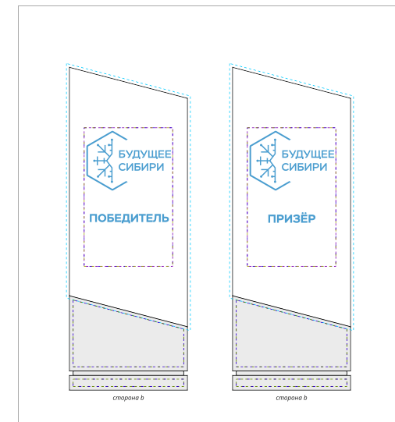 БУДУЩЕЕ
СИБИРИ
ПОБЕДИТЕЛЬ
сторона b
БУДУЩЕЕ
СИБИРИ
ПРИЗЁР
сторона b